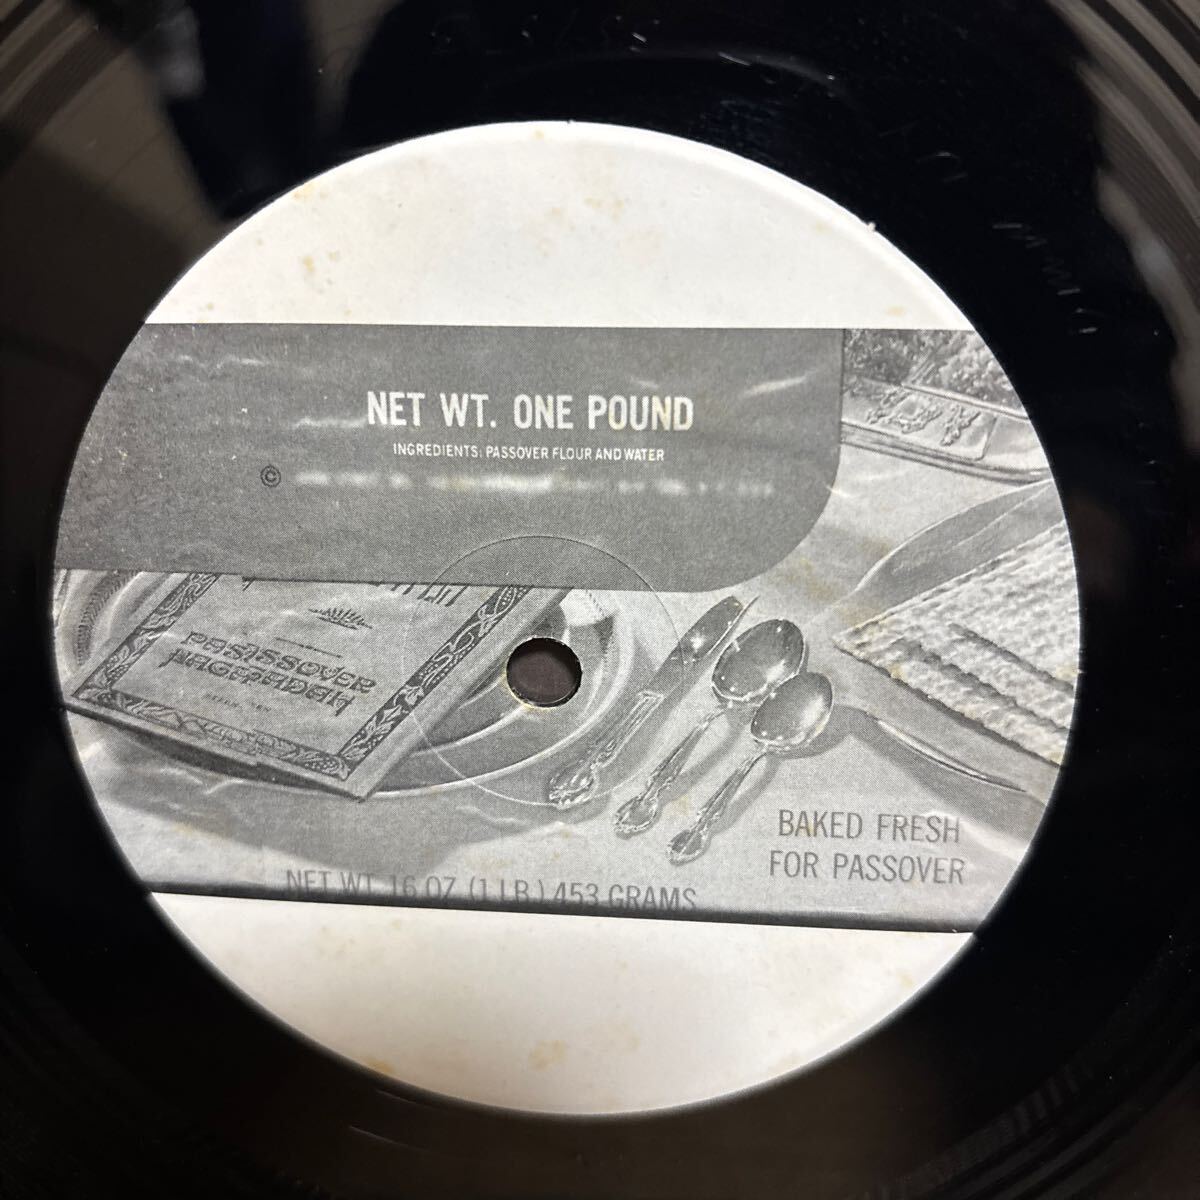 NET WT. ONE POUND
INGREDIENTS: PASSOVER FLOUR AND WATER
©
PASSOVER
HAGGADAH
BAKED FRESH
FOR PASSOVER
NET WT. 16 OZ. (1 LB.) 453 GRAMS